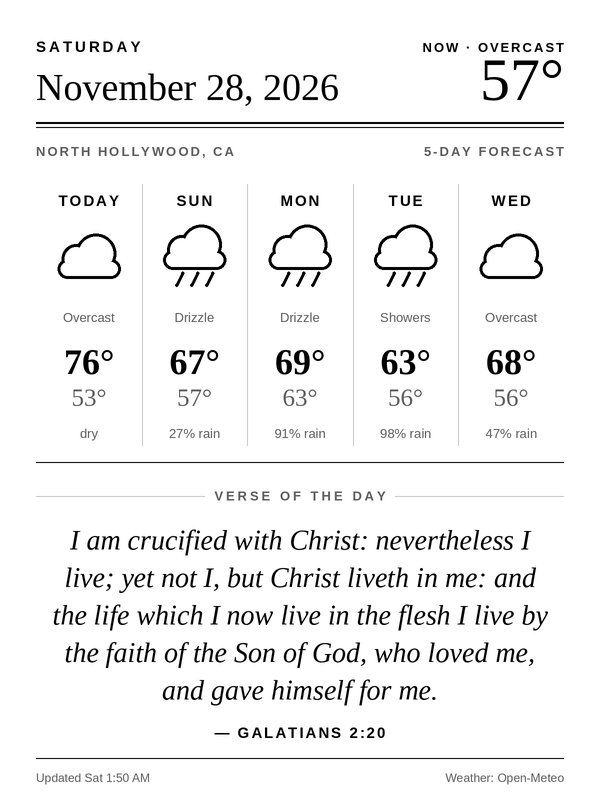 SATURDAY
NOW · OVERCAST
November 28, 2026
57°
NORTH HOLLYWOOD, CA
5-DAY FORECAST
TODAY
Overcast
76°
53°
dry
SUN
Drizzle
67°
57°
27% rain
MON
Drizzle
69°
63°
91% rain
TUE
Showers
63°
56°
98% rain
WED
Overcast
68°
56°
47% rain
VERSE OF THE DAY
I am crucified with Christ: nevertheless I
live; yet not I, but Christ liveth in me: and
the life which I now live in the flesh I live by
the faith of the Son of God, who loved me,
and gave himself for me.
— GALATIANS 2:20
Updated Sat 1:50 AM
Weather: Open-Meteo